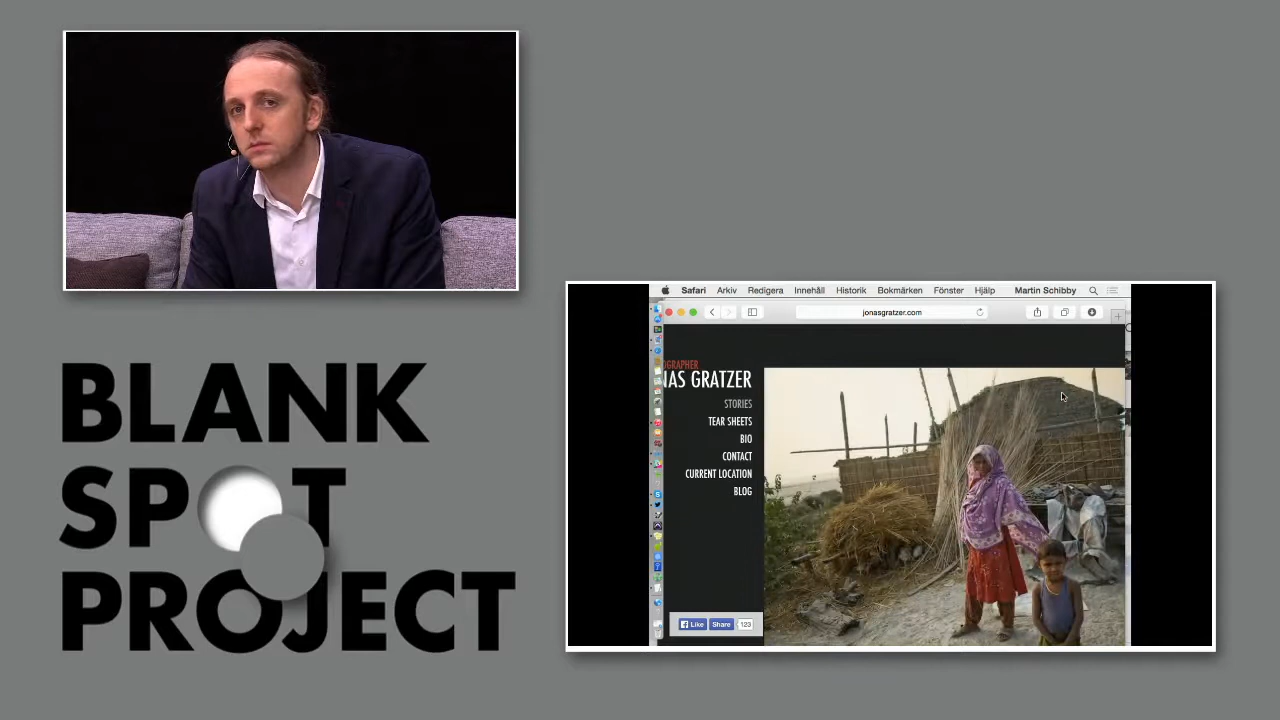 BLANK
SPOT
PROJECT
Safari Arkiv Redigera Innehåll Historik Bokmärken Fönster Hjälp Martin Schibby
jonasgratzer.com
OGRAPHER
NAS GRATZER
STORIES
TEAR SHEETS
BIO
CONTACT
CURRENT LOCATION
BLOG
Like Share 123